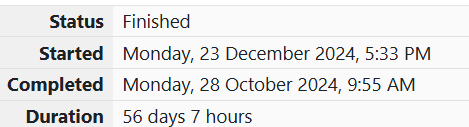 Status Finished
Started Monday, 23 December 2024, 5:33 PM
Completed Monday, 28 October 2024, 9:55 AM
Duration 56 days 7 hours